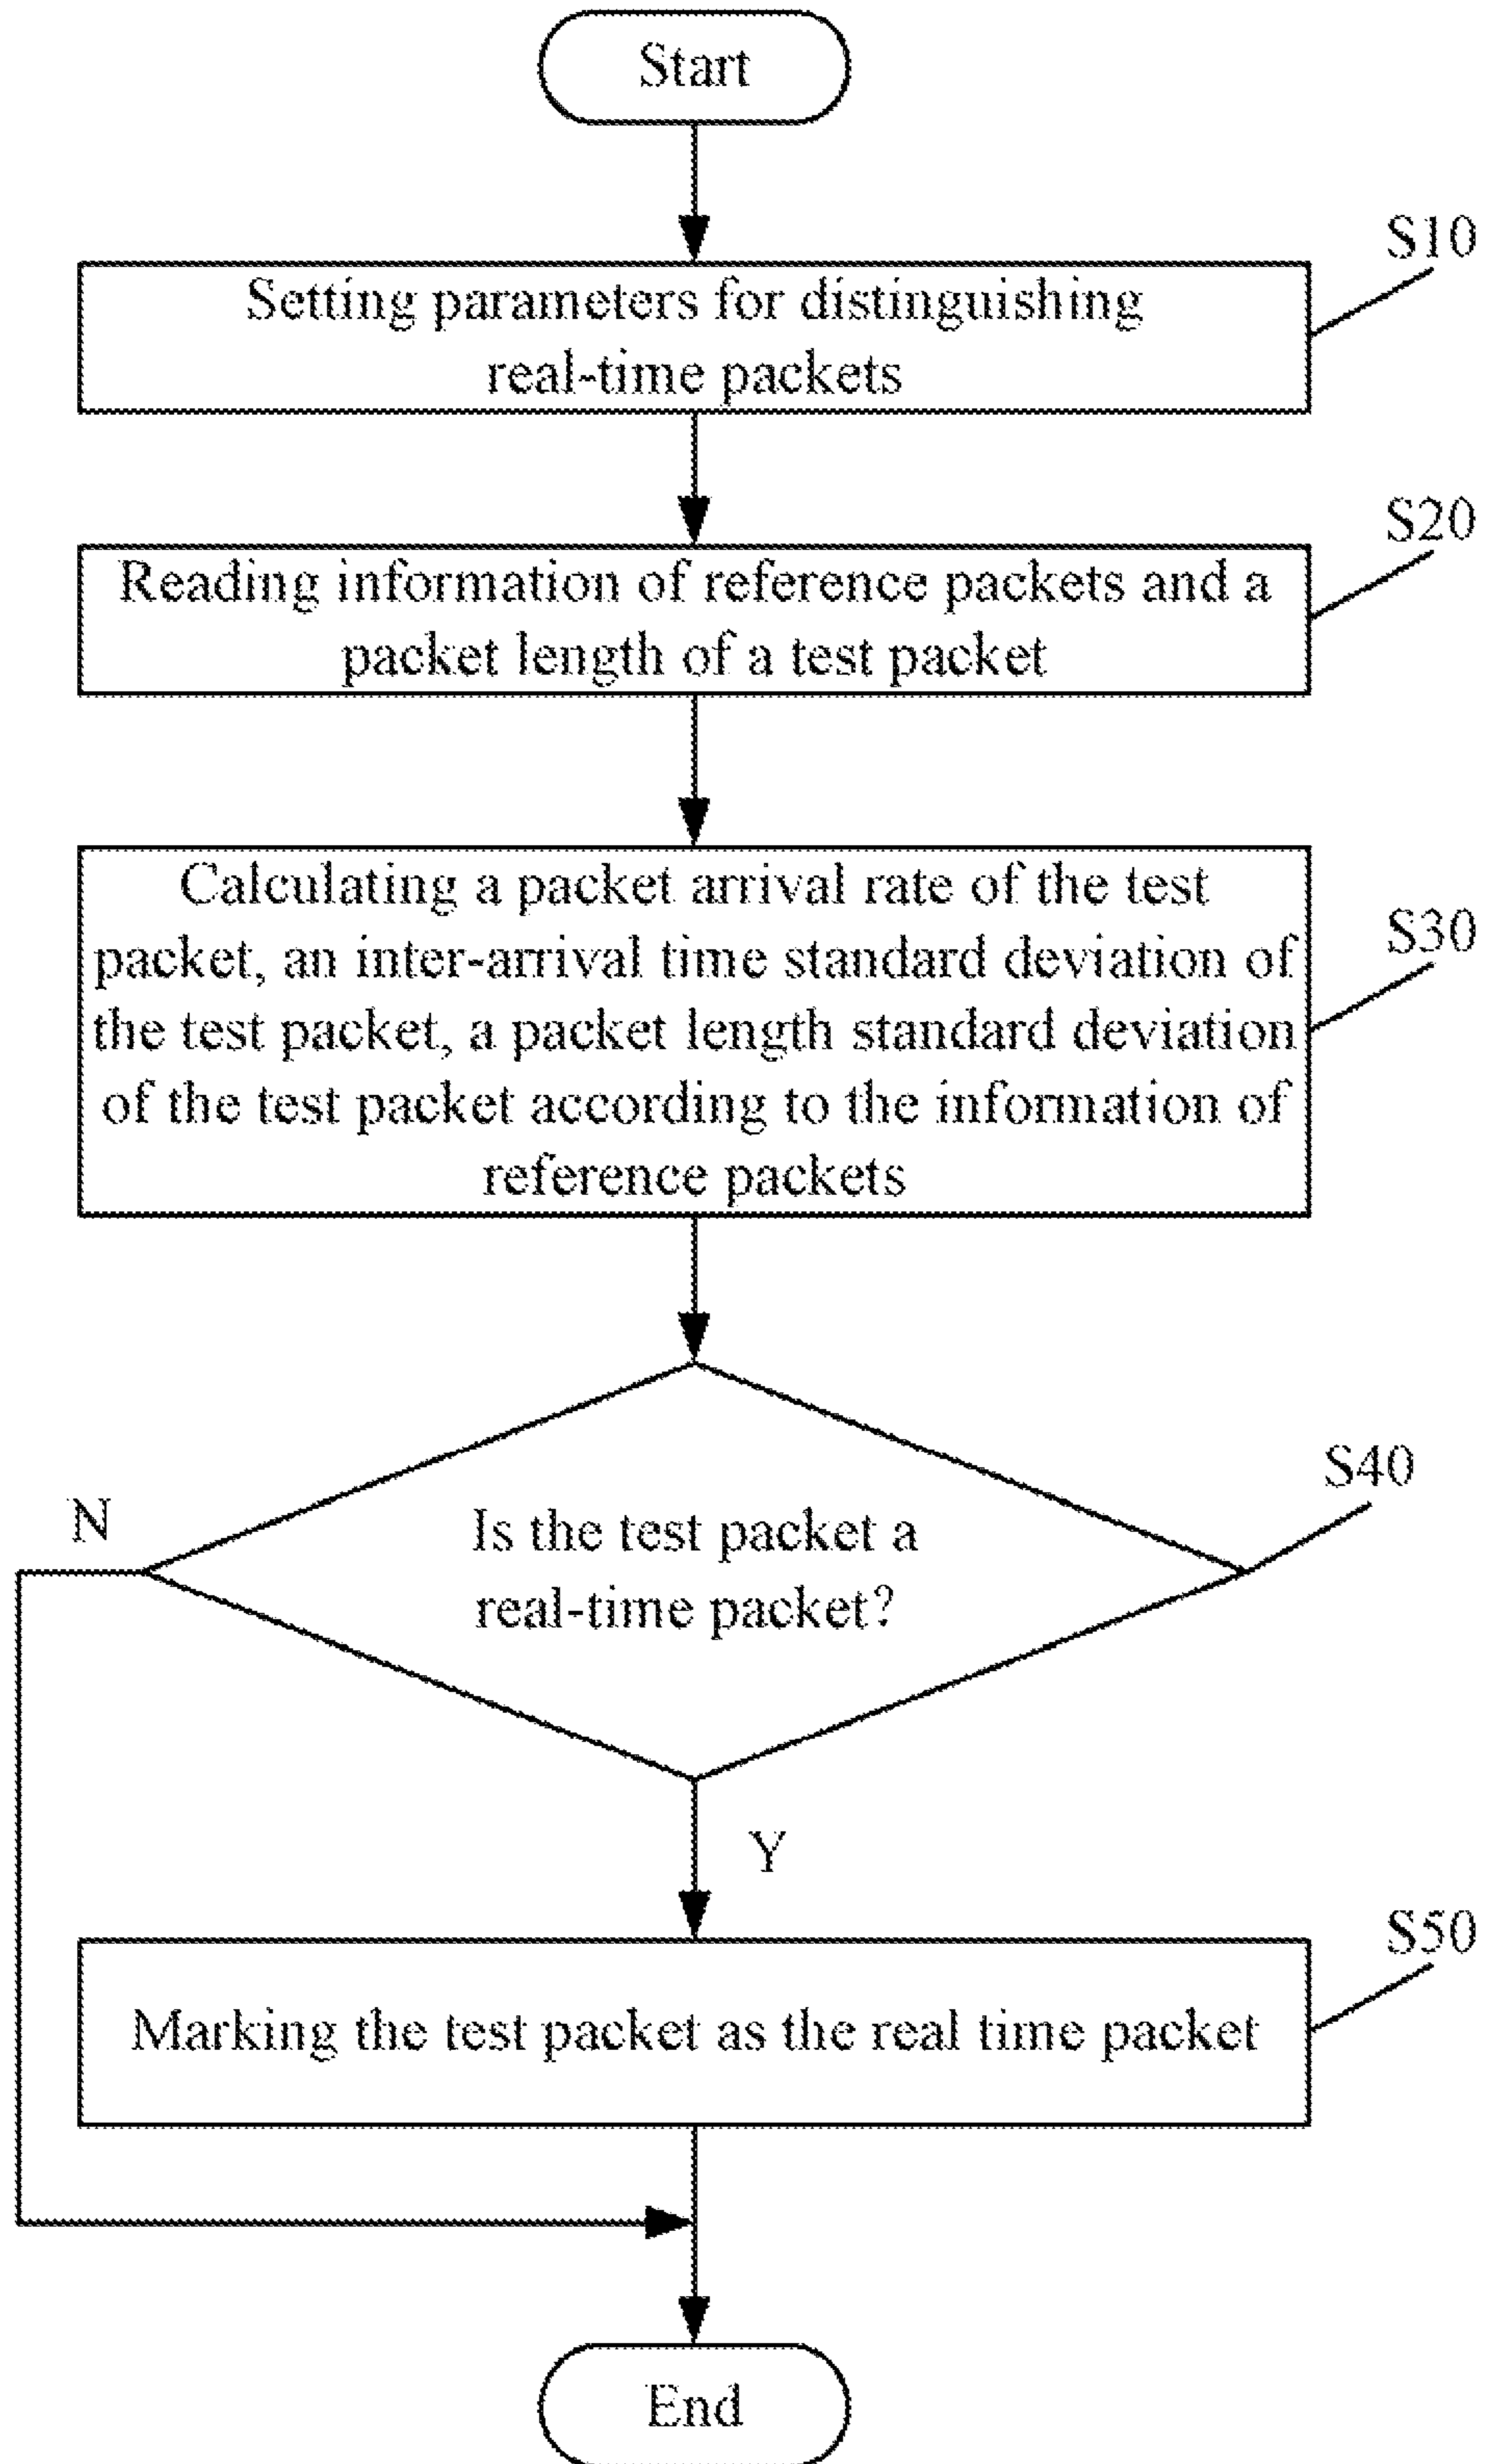 Start
S10
Setting parameters for distinguishing
real-time packets
S20
Reading information of reference packets and a
packet length of a test packet
Calculating a packet arrival rate of the test
packet, an inter-arrival time standard deviation of
the test packet, a packet length standard deviation
of the test packet according to the information of
reference packets
S30
S40
N
Is the test packet a
real-time packet?
Y
S50
Marking the test packet as the real time packet
End